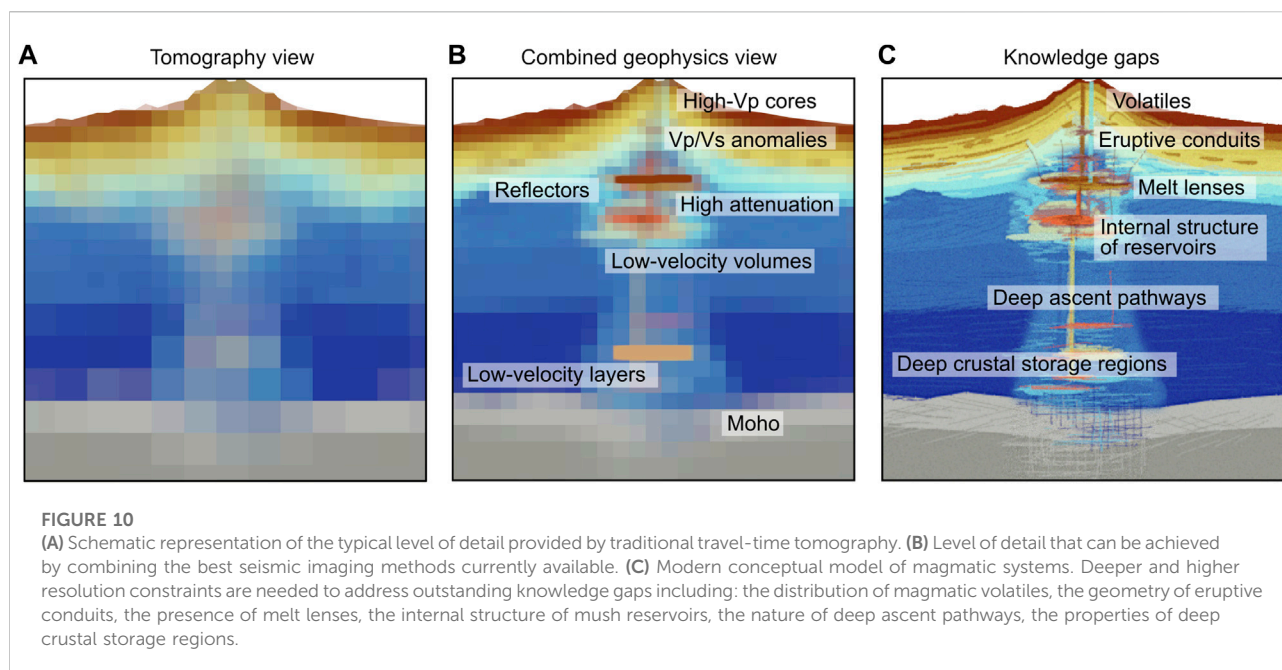 A Tomography view
B Combined geophysics view
C Knowledge gaps
High-Vp cores
Vp/Vs anomalies
Reflectors
High attenuation
Low-velocity volumes
Low-velocity layers
Moho
Volatiles
Eruptive conduits
Melt lenses
Internal structure
of reservoirs
Deep ascent pathways
Deep crustal storage regions
FIGURE 10
(A) Schematic representation of the typical level of detail provided by traditional travel-time tomography. (B) Level of detail that can be achieved
by combining the best seismic imaging methods currently available. (C) Modern conceptual model of magmatic systems. Deeper and higher
resolution constraints are needed to address outstanding knowledge gaps including: the distribution of magmatic volatiles, the geometry of eruptive
conduits, the presence of melt lenses, the internal structure of mush reservoirs, the nature of deep ascent pathways, the properties of deep
crustal storage regions.